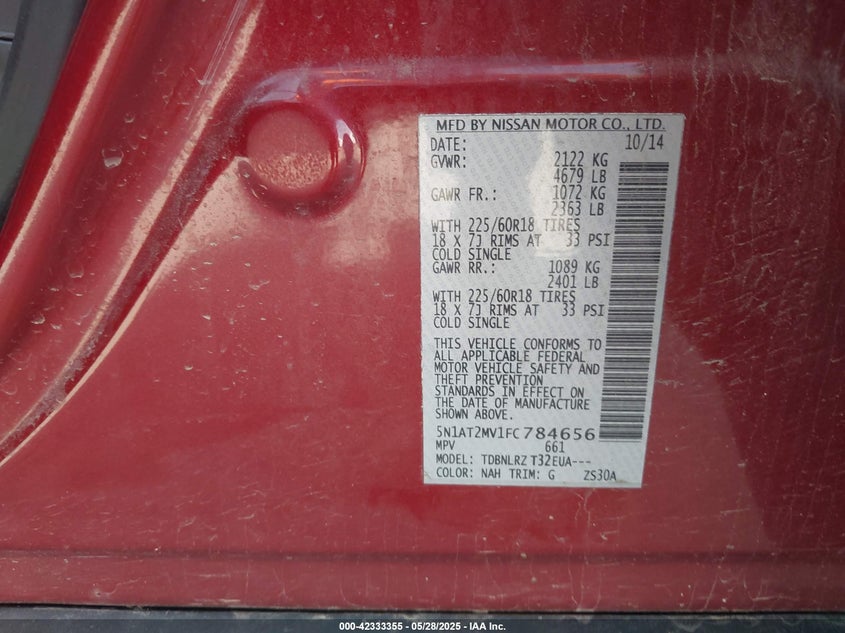 MFD BY NISSAN MOTOR CO., LTD.
DATE: 10/14
GVWR: 2122 KG
4679 LB
GAWR FR.: 1072 KG
2363 LB
WITH 225/60R18 TIRES
18 X 7J RIMS AT 33 PSI
COLD SINGLE
GAWR RR.: 1089 KG
2401 LB
WITH 225/60R18 TIRES
18 X 7J RIMS AT 33 PSI
COLD SINGLE
THIS VEHICLE CONFORMS TO
ALL APPLICABLE FEDERAL
MOTOR VEHICLE SAFETY AND
THEFT PREVENTION
STANDARDS IN EFFECT ON
THE DATE OF MANUFACTURE
SHOWN ABOVE.
5N1AT2MV1FC784656
MPV 661
MODEL: TDBNLRZ T32EUA---
COLOR: NAH TRIM: G ZS30A
000-42333355 - 05/28/2025 - IAA Inc.